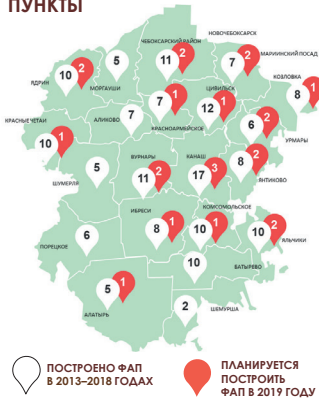 ПУНКТЫ
НОВОЧЕБОКСАРСК
ЧЕБОКСАРСКИЙ РАЙОН
11 2
МАРИИНСКИЙ ПОСАД
7 2
5
ЯДРИН
10 2
МОРГАУШИ
КОЗЛОВКА
8 1
ЦИВИЛЬСК
7 1
12 1
КРАСНЫЕ ЧЕТАИ
АЛИКОВО
7
КРАСНОАРМЕЙСКОЕ
6 2
УРМАРЫ
10 1
ВУРНАРЫ
КАНАШ
8 2
5
11 2
17 3
ЯНТИКОВО
ШУМЕРЛЯ
ИБРЕСИ
КОМСОМОЛЬСКОЕ
8 1
10 1
10 2
6
ЯЛЬЧИКИ
ПОРЕЦКОЕ
10
БАТЫРЕВО
5 1
2
АЛАТЫРЬ
ШЕМУРША
ПОСТРОЕНО ФАП
В 2013–2018 ГОДАХ
ПЛАНИРУЕТСЯ
ПОСТРОИТЬ
ФАП В 2019 ГОДУ